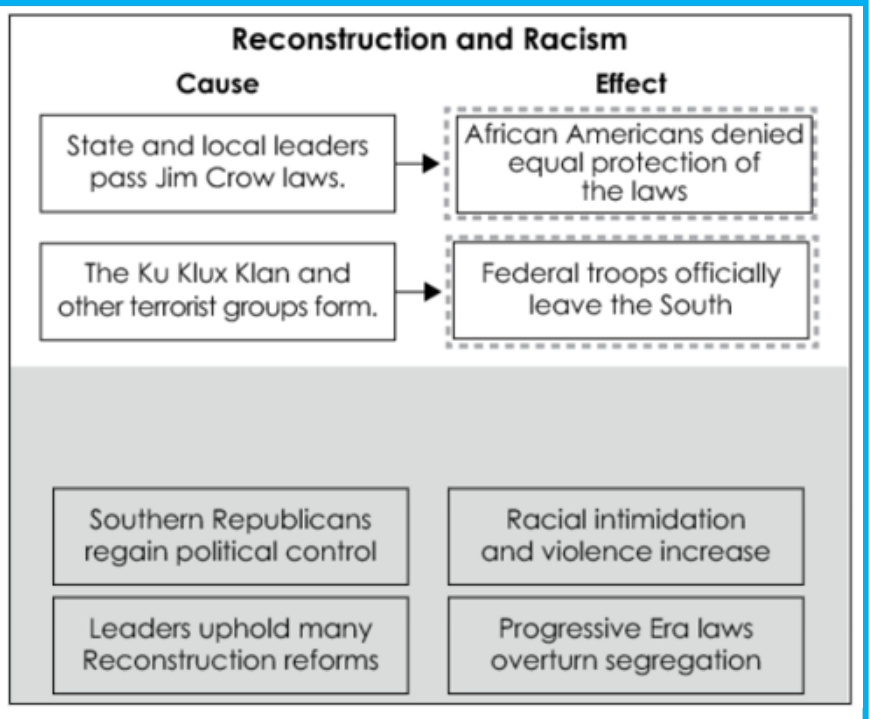 Reconstruction and Racism
Cause
Effect
State and local leaders
pass Jim Crow laws.
African Americans denied
equal protection of
the laws
The Ku Klux Klan and
other terrorist groups form.
Federal troops officially
leave the South
Southern Republicans
regain political control
Racial intimidation
and violence increase
Leaders uphold many
Reconstruction reforms
Progressive Era laws
overturn segregation